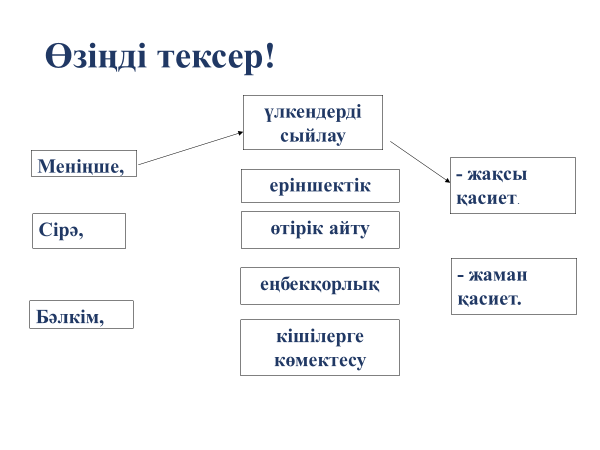 Өзіңді тексер!
үлкендерді
сыйлау
Меніңше,
- жақсы
қасиет.
еріншектік
Сірә,
өтірік айту
- жаман
қасиет.
еңбекқорлық
Бәлкім,
кішілерге
көмектесу